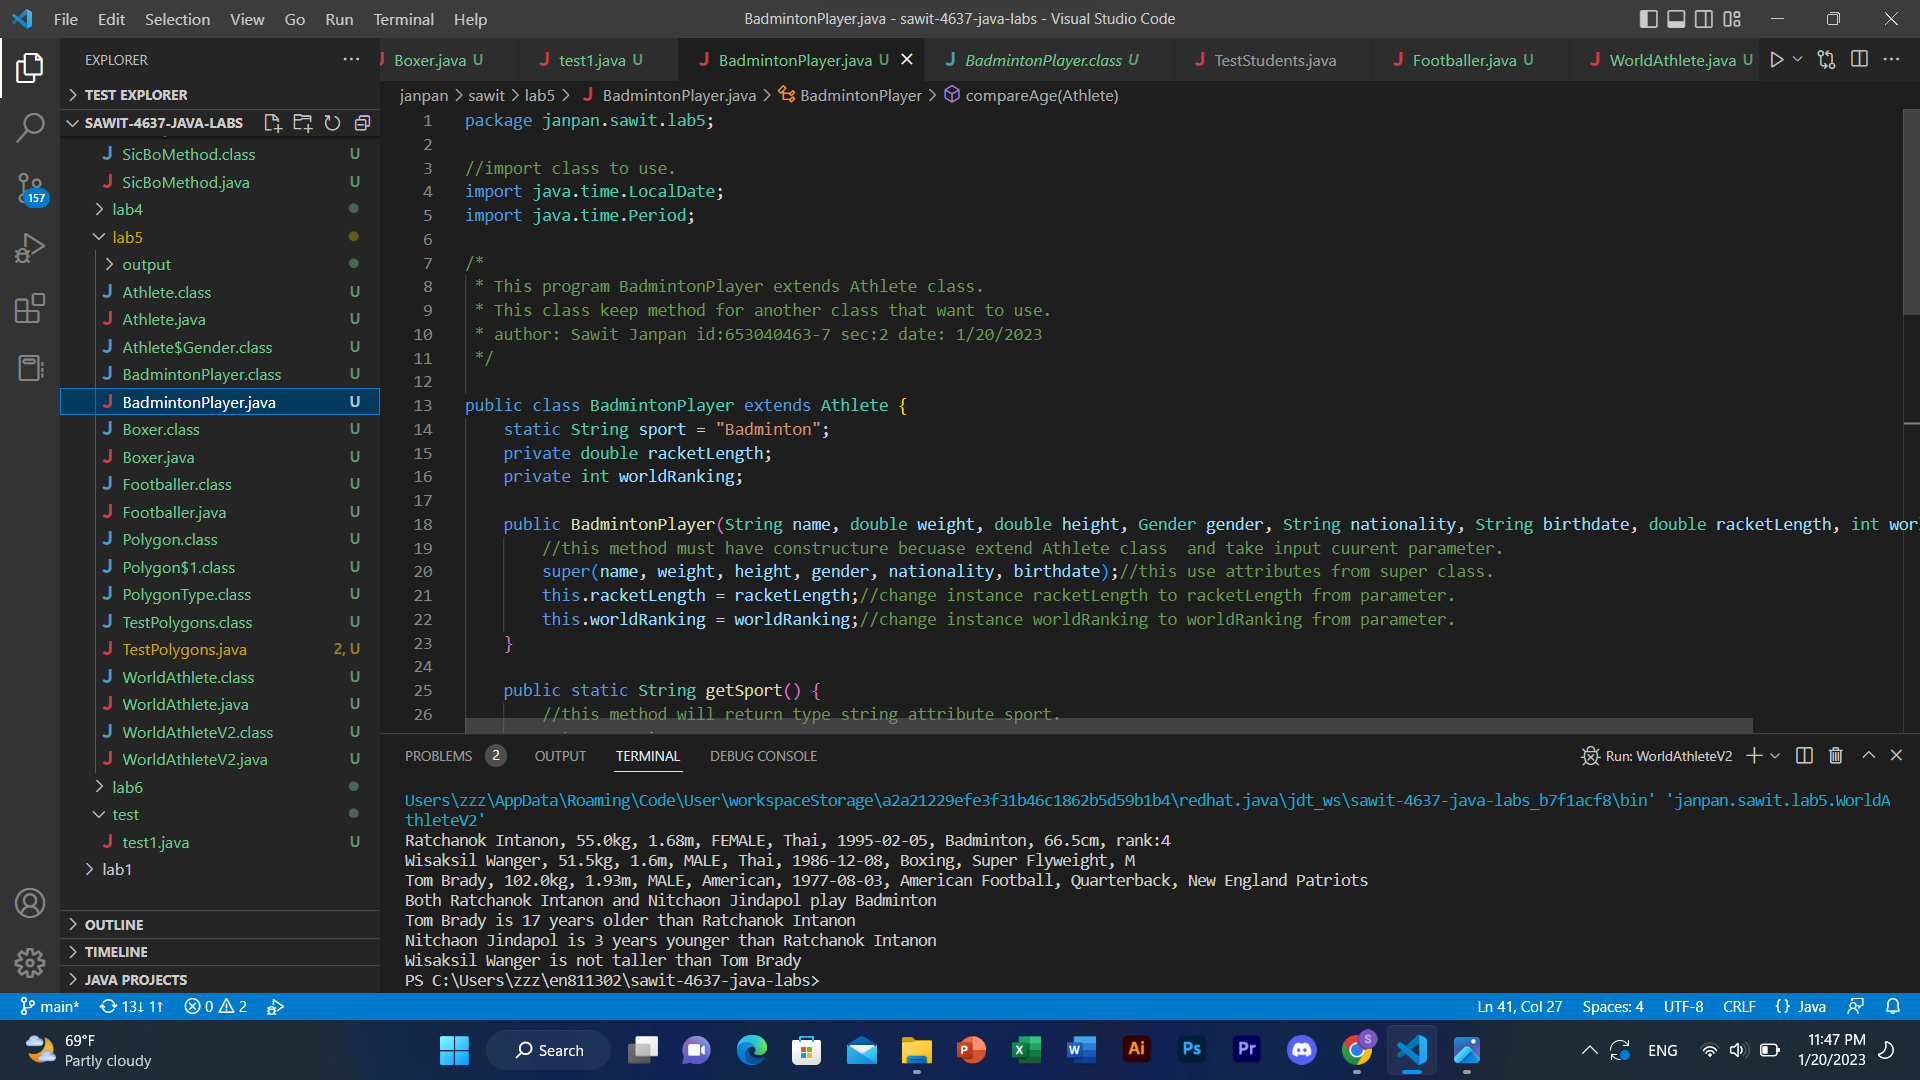 File Edit Selection View Go Run Terminal Help
BadmintonPlayer.java - sawit-4637-java-labs - Visual Studio Code
EXPLORER
Boxer.java U
test1.java U
BadmintonPlayer.java U
BadmintonPlayer.class U
TestStudents.java
Footballer.java U
WorldAthlete.java U
TEST EXPLORER
SAWIT-4637-JAVA-LABS
SicBoMethod.class U
SicBoMethod.java U
157
lab4
lab5
output
Athlete.class U
Athlete.java U
Athlete$Gender.class U
BadmintonPlayer.class U
BadmintonPlayer.java U
Boxer.class U
Boxer.java U
Footballer.class U
Footballer.java U
Polygon.class U
Polygon$1.class U
PolygonType.class U
TestPolygons.class U
TestPolygons.java 2, U
WorldAthlete.class U
WorldAthlete.java U
WorldAthleteV2.class U
WorldAthleteV2.java U
lab6
test
test1.java U
lab1
OUTLINE
TIMELINE
JAVA PROJECTS
janpan > sawit > lab5 > BadmintonPlayer.java > BadmintonPlayer > compareAge(Athlete)
1 package janpan.sawit.lab5;
2
3 //import class to use.
4 import java.time.LocalDate;
5 import java.time.Period;
6
7 /*
8 * This program BadmintonPlayer extends Athlete class.
9 * This class keep method for another class that want to use.
10 * author: Sawit Janpan id:653040463-7 sec:2 date: 1/20/2023
11 */
12
13 public class BadmintonPlayer extends Athlete {
14 static String sport = "Badminton";
15 private double racketLength;
16 private int worldRanking;
17
18 public BadmintonPlayer(String name, double weight, double height, Gender gender, String nationality, String birthdate, double racketLength, int wor
19 //this method must have constructure becuase extend Athlete class  and take input cuurent parameter.
20 super(name, weight, height, gender, nationality, birthdate);//this use attributes from super class.
21 this.racketLength = racketLength;//change instance racketLength to racketLength from parameter.
22 this.worldRanking = worldRanking;//change instance worldRanking to worldRanking from parameter.
23 }
24
25 public static String getSport() {
26 //this method will return type string attribute sport.
PROBLEMS 2 OUTPUT TERMINAL DEBUG CONSOLE
Run: WorldAthleteV2
Users\zzz\AppData\Roaming\Code\User\workspaceStorage\a2a21229efe3f31b46c1862b5d59b1b4\redhat.java\jdt_ws\sawit-4637-java-labs_b7f1acf8\bin' 'janpan.sawit.lab5.WorldA
thleteV2'
Ratchanok Intanon, 55.0kg, 1.68m, FEMALE, Thai, 1995-02-05, Badminton, 66.5cm, rank:4
Wisaksil Wanger, 51.5kg, 1.6m, MALE, Thai, 1986-12-08, Boxing, Super Flyweight, M
Tom Brady, 102.0kg, 1.93m, MALE, American, 1977-08-03, American Football, Quarterback, New England Patriots
Both Ratchanok Intanon and Nitchaon Jindapol play Badminton
Tom Brady is 17 years older than Ratchanok Intanon
Nitchaon Jindapol is 3 years younger than Ratchanok Intanon
Wisaksil Wanger is not taller than Tom Brady
PS C:\Users\zzz\en811302\sawit-4637-java-labs>
main* 13↓ 1↑ 0 2
Ln 41, Col 27 Spaces: 4 UTF-8 CRLF {} Java
69°F
Partly cloudy
Search
P X W Ai Ps Pr S
ENG
11:47 PM
1/20/2023